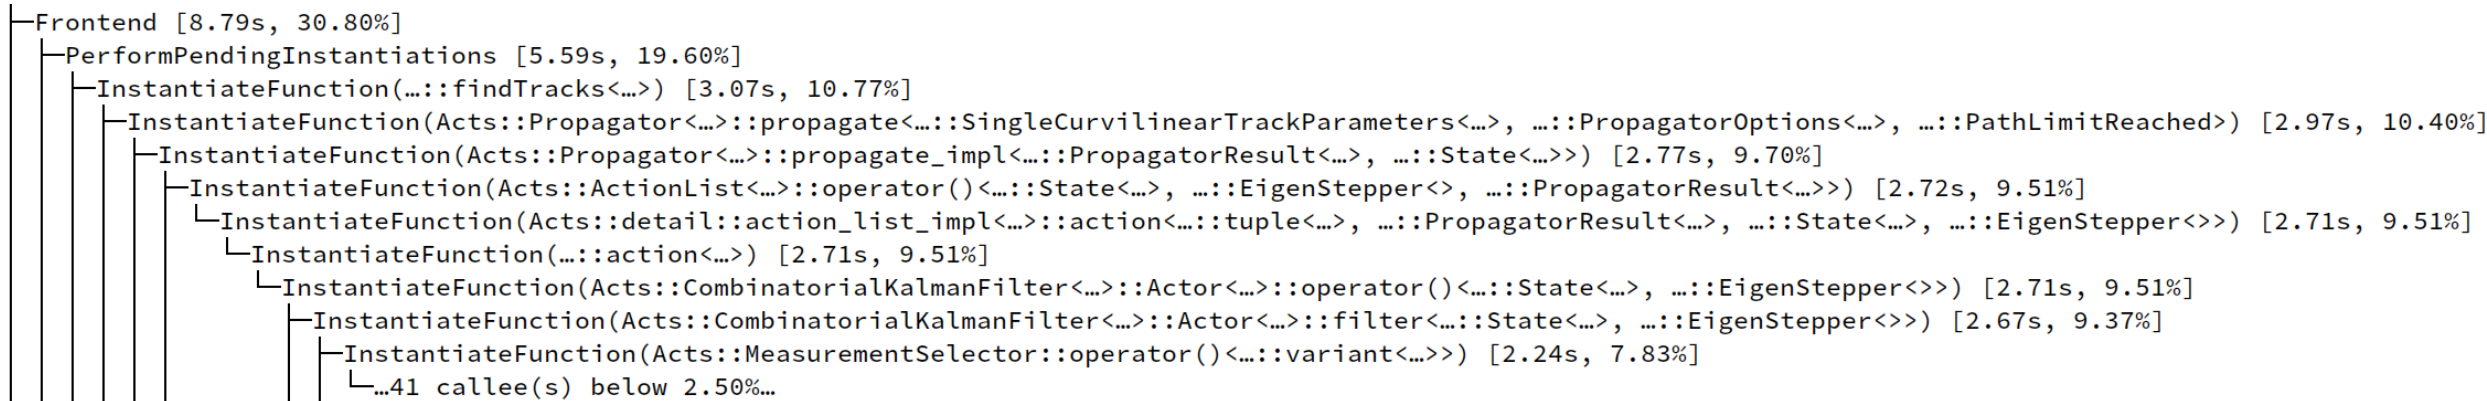 Frontend [8.79s, 30.80%]
PerformPendingInstantiations [5.59s, 19.60%]
InstantiateFunction(…::findTracks<…>) [3.07s, 10.77%]
InstantiateFunction(Acts::Propagator<…>::propagate<…::SingleCurvilinearTrackParameters<…>, …::PropagatorOptions<…>, …::PathLimitReached>) [2.97s, 10.40%]
InstantiateFunction(Acts::Propagator<…>::propagate_impl<…::PropagatorResult<…>, …::State<…>>) [2.77s, 9.70%]
InstantiateFunction(Acts::ActionList<…>::operator()<…::State<…>, …::EigenStepper<>, …::PropagatorResult<…>>) [2.72s, 9.51%]
InstantiateFunction(Acts::detail::action_list_impl<…>::action<…::tuple<…>, …::PropagatorResult<…>, …::State<…>, …::EigenStepper<>>) [2.71s, 9.51%]
InstantiateFunction(…::action<…>) [2.71s, 9.51%]
InstantiateFunction(Acts::CombinatorialKalmanFilter<…>::Actor<…>::operator()<…::State<…>, …::EigenStepper<>>) [2.71s, 9.51%]
InstantiateFunction(Acts::CombinatorialKalmanFilter<…>::Actor<…>::filter<…::State<…>, …::EigenStepper<>>) [2.67s, 9.37%]
InstantiateFunction(Acts::MeasurementSelector::operator()<…::variant<…>>) [2.24s, 7.83%]
…41 callee(s) below 2.50%…